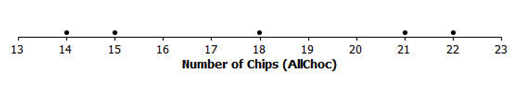 13 14 15 16 17 18 19 20 21 22 23
Number of Chips (AllChoc)